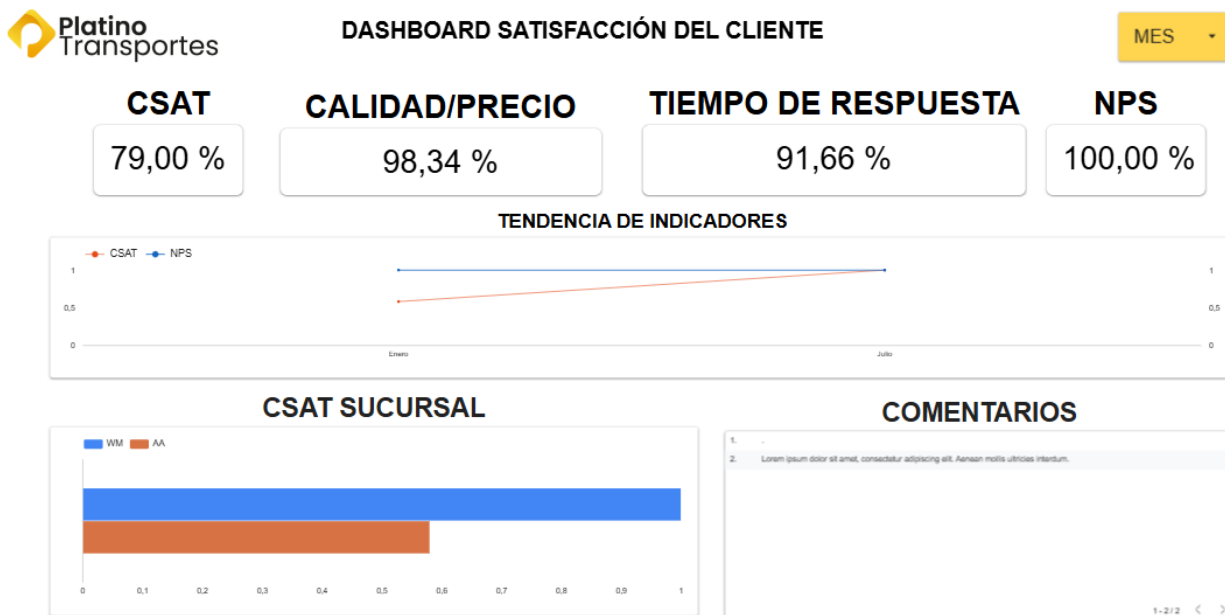 Platino
Transportes
DASHBOARD SATISFACCIÓN DEL CLIENTE
MES
CSAT
CALIDAD/PRECIO
TIEMPO DE RESPUESTA
NPS
79,00 %
98,34 %
91,66 %
100,00 %
TENDENCIA DE INDICADORES
CSAT NPS
1 1
0,5 0,5
0 0
Enero Julio
CSAT SUCURSAL
WM AA
0 0,1 0,2 0,3 0,4 0,5 0,6 0,7 0,8 0,9 1
COMENTARIOS
1. .
2. Lorem ipsum dolor sit amet, consectetur adipiscing elit. Aenean mollis ultricies interdum.
1-2/2